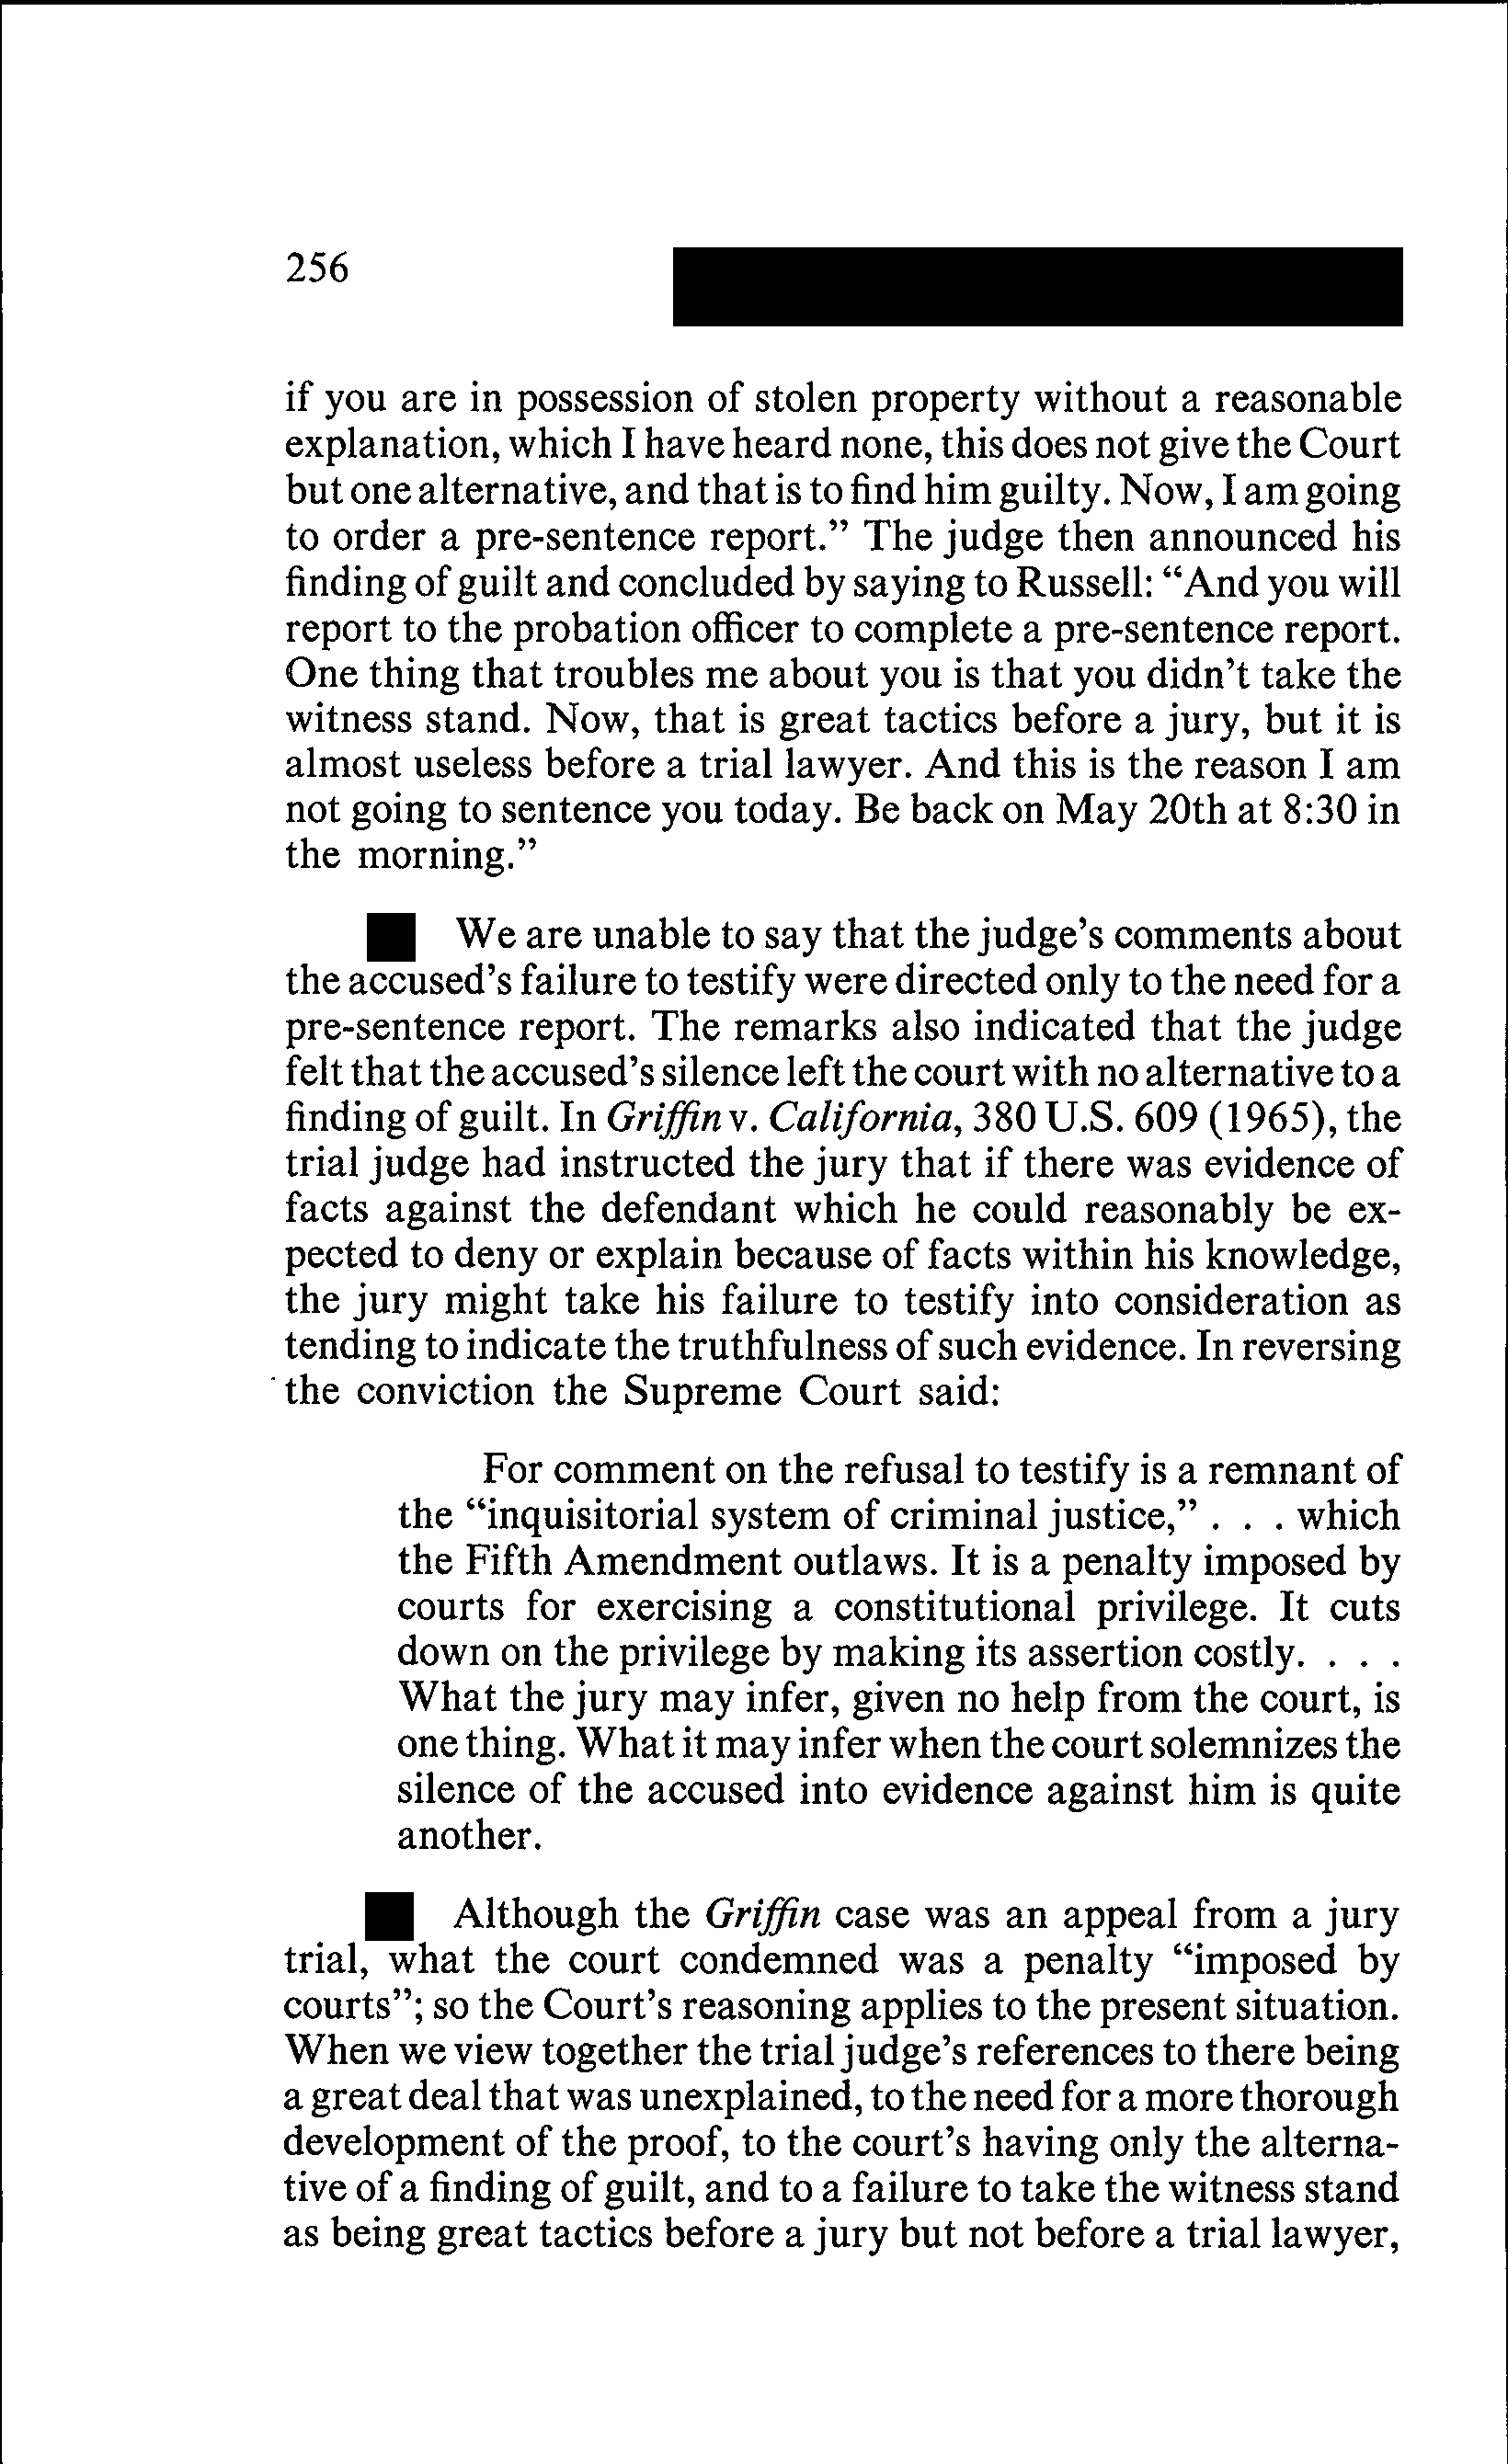 256
if you are in possession of stolen property without a reasonable
explanation, which I have heard none, this does not give the Court
but one alternative, and that is to find him guilty. Now, I am going
to order a pre-sentence report.” The judge then announced his
finding of guilt and concluded by saying to Russell: “And you will
report to the probation officer to complete a pre-sentence report.
One thing that troubles me about you is that you didn’t take the
witness stand. Now, that is great tactics before a jury, but it is
almost useless before a trial lawyer. And this is the reason I am
not going to sentence you today. Be back on May 20th at 8:30 in
the morning.”
We are unable to say that the judge’s comments about
the accused’s failure to testify were directed only to the need for a
pre-sentence report. The remarks also indicated that the judge
felt that the accused’s silence left the court with no alternative to a
finding of guilt. In Griffin v. California, 380 U.S. 609 (1965), the
trial judge had instructed the jury that if there was evidence of
facts against the defendant which he could reasonably be ex-
pected to deny or explain because of facts within his knowledge,
the jury might take his failure to testify into consideration as
tending to indicate the truthfulness of such evidence. In reversing
the conviction the Supreme Court said:
For comment on the refusal to testify is a remnant of
the “inquisitorial system of criminal justice,” . . . which
the Fifth Amendment outlaws. It is a penalty imposed by
courts for exercising a constitutional privilege. It cuts
down on the privilege by making its assertion costly. . . .
What the jury may infer, given no help from the court, is
one thing. What it may infer when the court solemnizes the
silence of the accused into evidence against him is quite
another.
Although the Griffin case was an appeal from a jury
trial, what the court condemned was a penalty “imposed by
courts”; so the Court’s reasoning applies to the present situation.
When we view together the trial judge’s references to there being
a great deal that was unexplained, to the need for a more thorough
development of the proof, to the court’s having only the alterna-
tive of a finding of guilt, and to a failure to take the witness stand
as being great tactics before a jury but not before a trial lawyer,